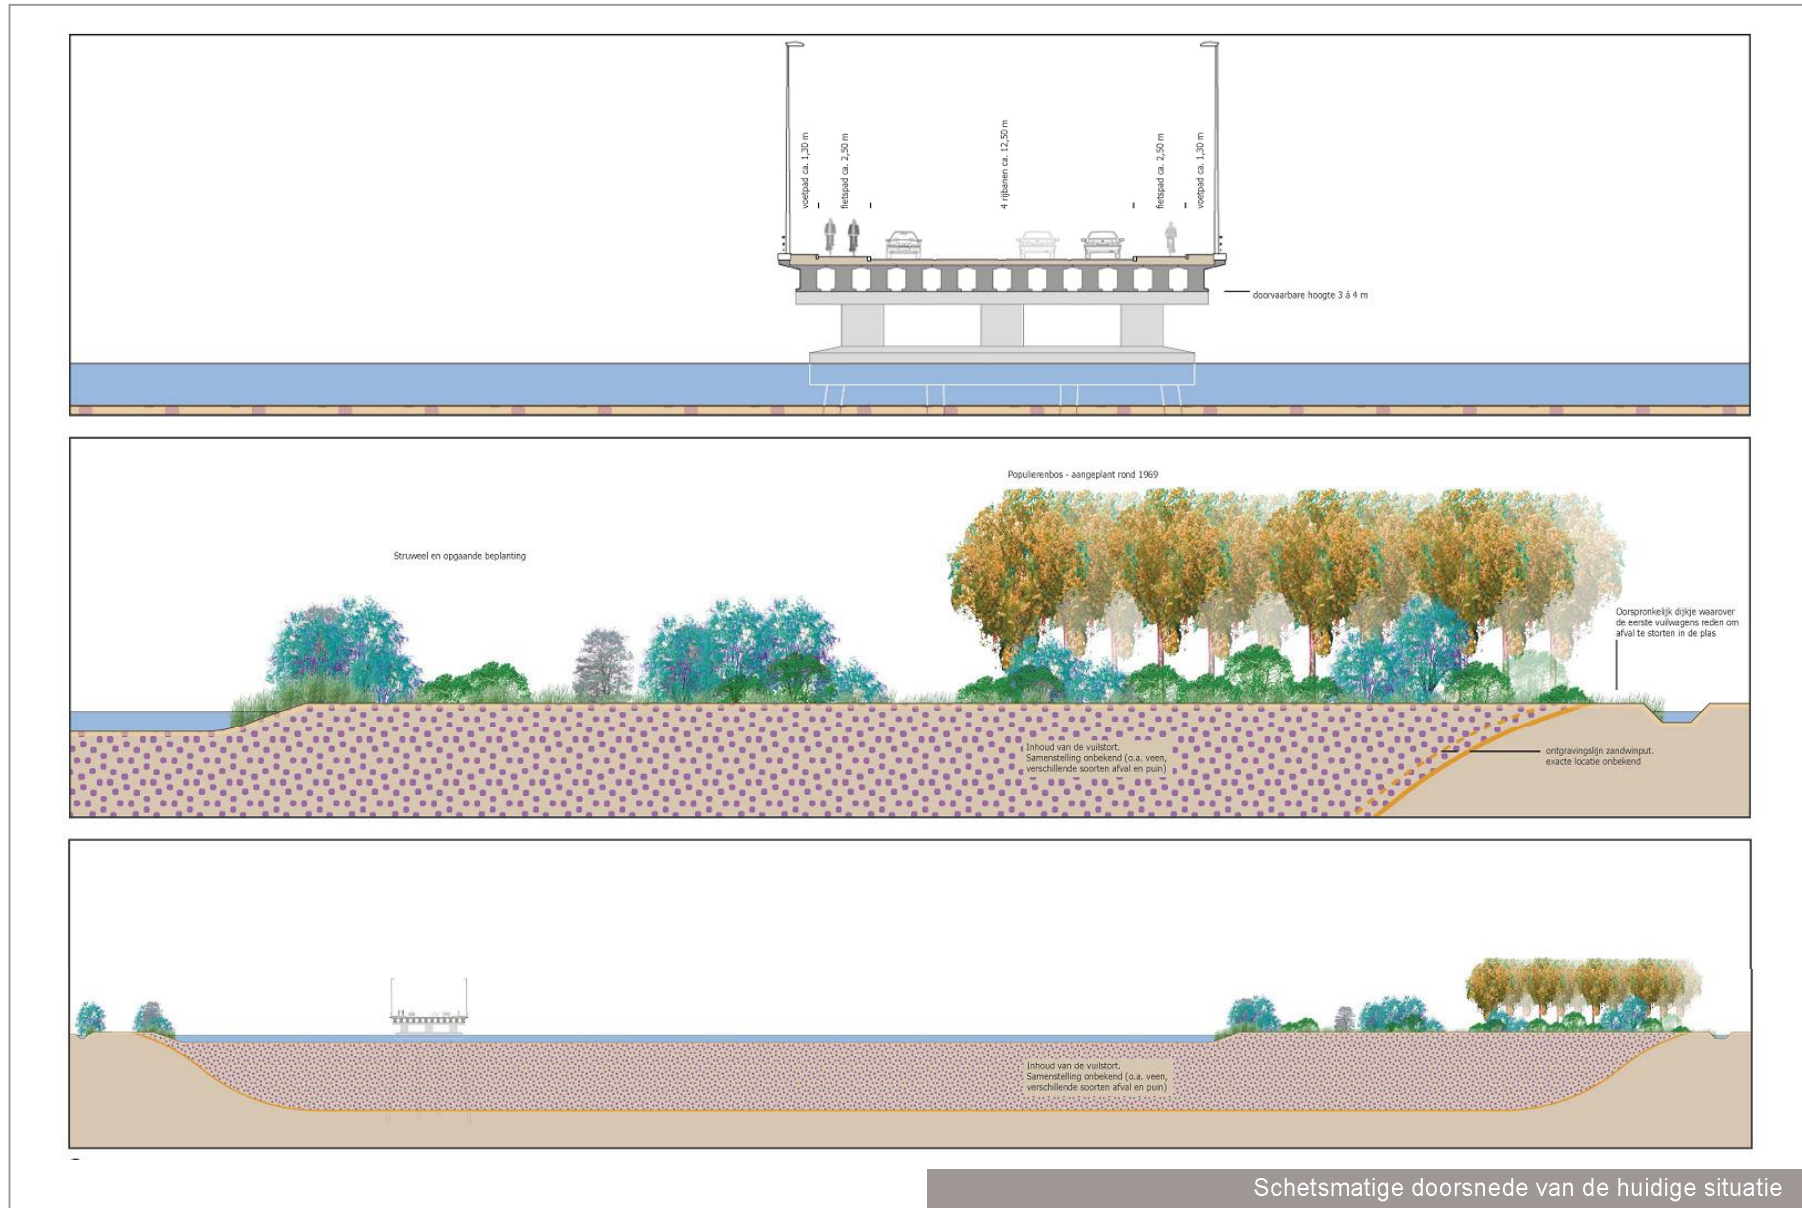 voetpad ca. 1,30 m
fietspad ca. 2,50 m
4 rijbanen ca. 12,50 m
fietspad ca. 2,50 m
voetpad ca. 1,30 m
doorvaarbare hoogte 3 á 4 m
Populierenbos - aangeplant rond 1969
Struweel en opgaande beplanting
Oorspronkelijk dijkje waarover
de eerste vuilwagens reden om
afval te storten in de plas
Inhoud van de vuilstort.
Samenstelling onbekend (o.a. veen,
verschillende soorten afval en puin)
ontgravingslijn zandwinput.
exacte locatie onbekend
Inhoud van de vuilstort.
Samenstelling onbekend (o.a. veen,
verschillende soorten afval en puin)
Schetsmatige doorsnede van de huidige situatie